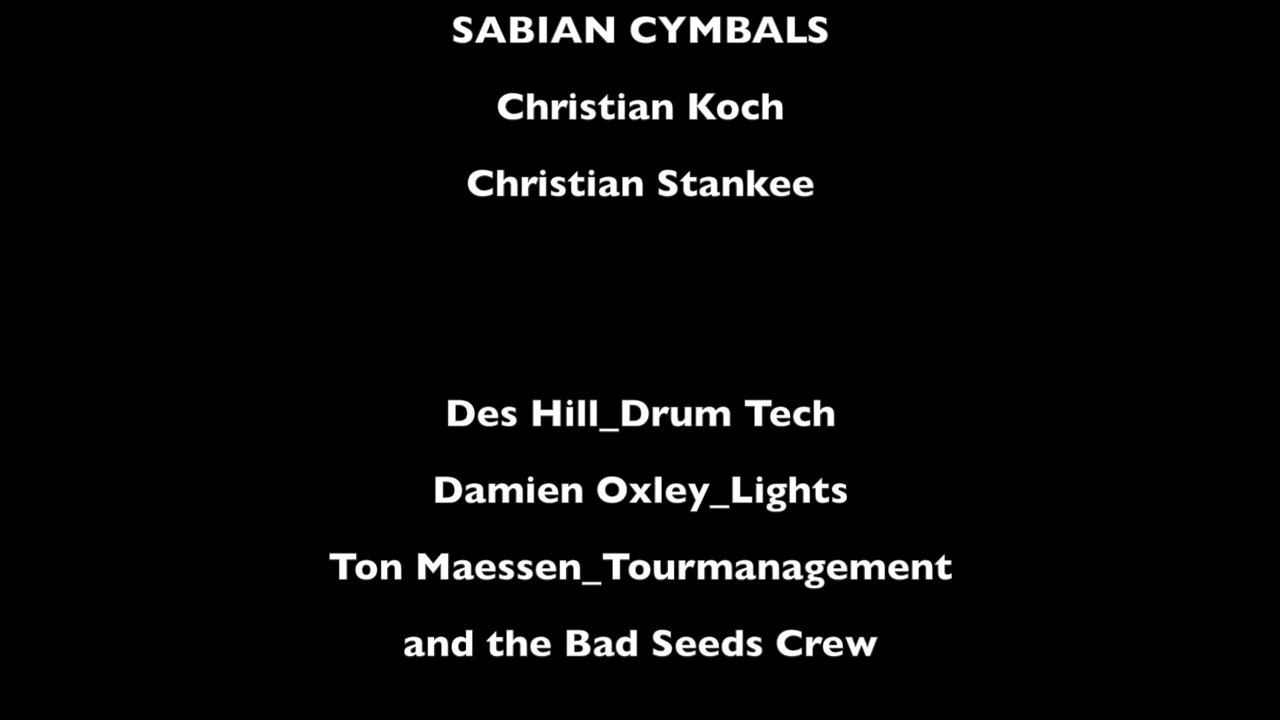 SABIAN CYMBALS
Christian Koch
Christian Stankee
Des Hill_Drum Tech
Damien Oxley_Lights
Ton Maessen_Tourmanagement
and the Bad Seeds Crew